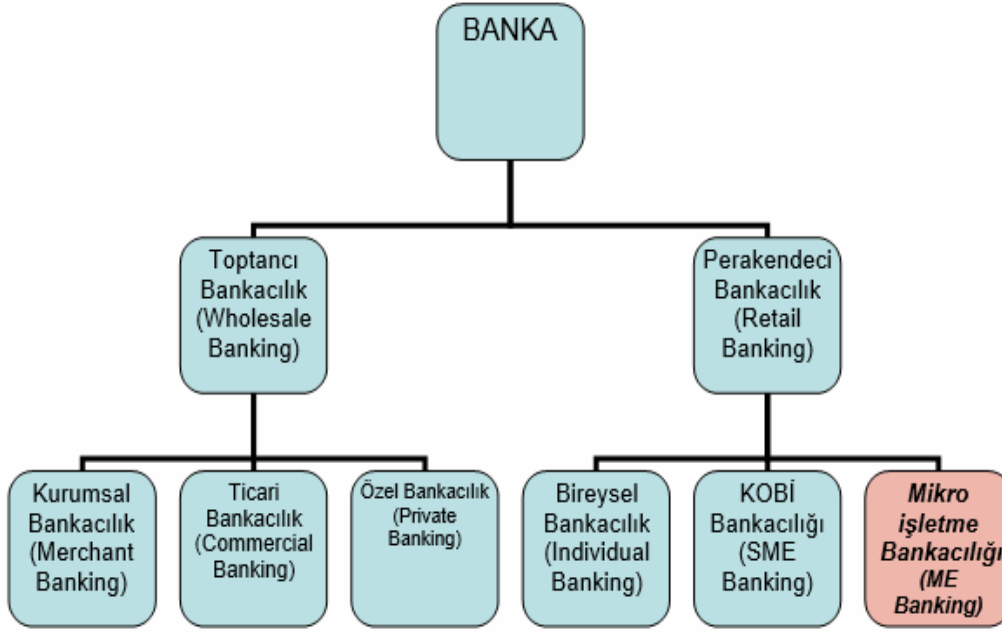 BANKA
Toptancı
Bankacılık
(Wholesale
Banking)
Perakendeci
Bankacılık
(Retail
Banking)
Kurumsal
Bankacılık
(Merchant
Banking)
Ticari
Bankacılık
(Commercial
Banking)
Özel Bankacılık
(Private
Banking)
Bireysel
Bankacılık
(Individual
Banking)
KOBİ
Bankacılığı
(SME
Banking)
Mikro
işletme
Bankacılığı
(ME
Banking)